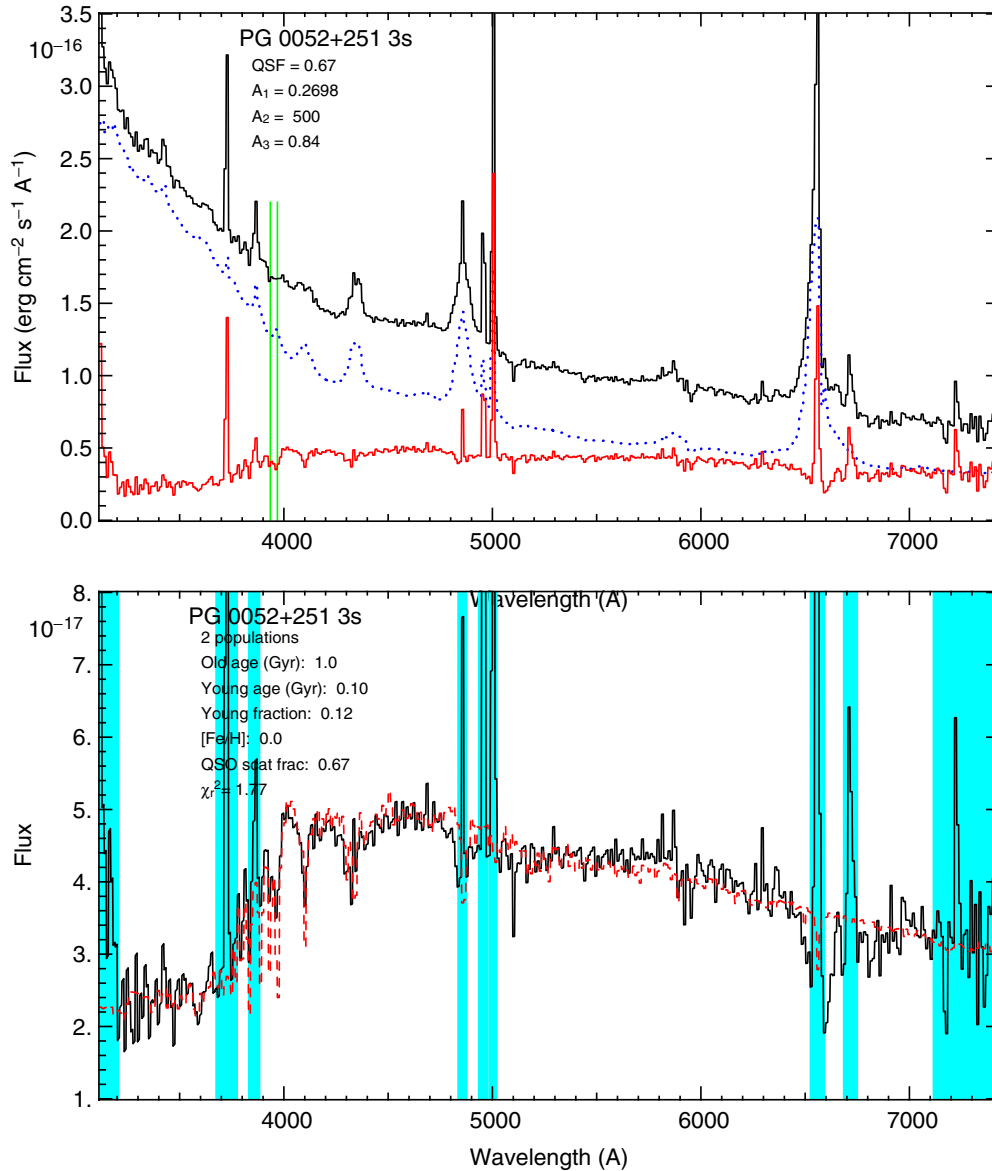 10⁻¹⁶
PG 0052+251 3s
QSF = 0.67
A₁ = 0.2698
A₂ = 500
A₃ = 0.84
3.5
3.0
2.5
2.0
1.5
1.0
0.5
0.0
Flux (erg cm⁻² s⁻¹ A⁻¹)
4000 5000 6000 7000
Wavelength (A)
8.
10⁻¹⁷
7.
6.
5.
4.
3.
2.
1.
Flux
PG 0052+251 3s
2 populations
Old age (Gyr): 1.0
Young age (Gyr): 0.10
Young fraction: 0.12
[Fe/H]: 0.0
QSO scat frac: 0.67
χᵣ²= 1.77
4000 5000 6000 7000
Wavelength (A)